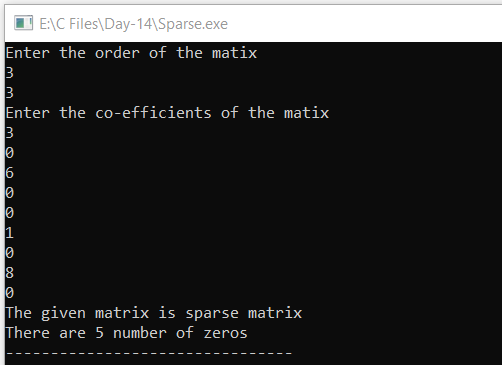 E:\C Files\Day-14\Sparse.exe
Enter the order of the matix
3
3
Enter the co-efficients of the matix
3
0
6
0
0
1
0
8
0
The given matrix is sparse matrix
There are 5 number of zeros
--------------------------------